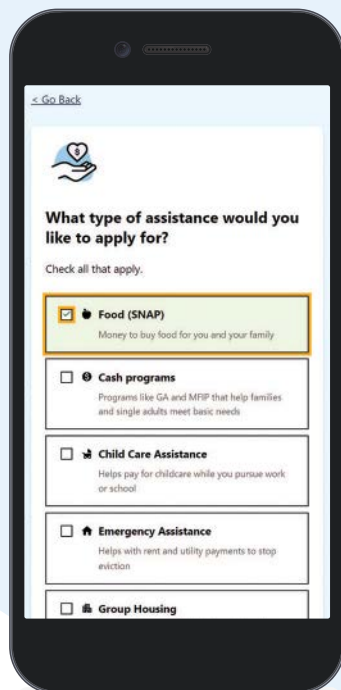 < Go Back
$
What type of assistance would you
like to apply for?
Check all that apply.
Food (SNAP)
Money to buy food for you and your family
$
Cash programs
Programs like GA and MFIP that help families
and single adults meet basic needs
Child Care Assistance
Helps pay for childcare while you pursue work
or school
Emergency Assistance
Helps with rent and utility payments to stop
eviction
Group Housing